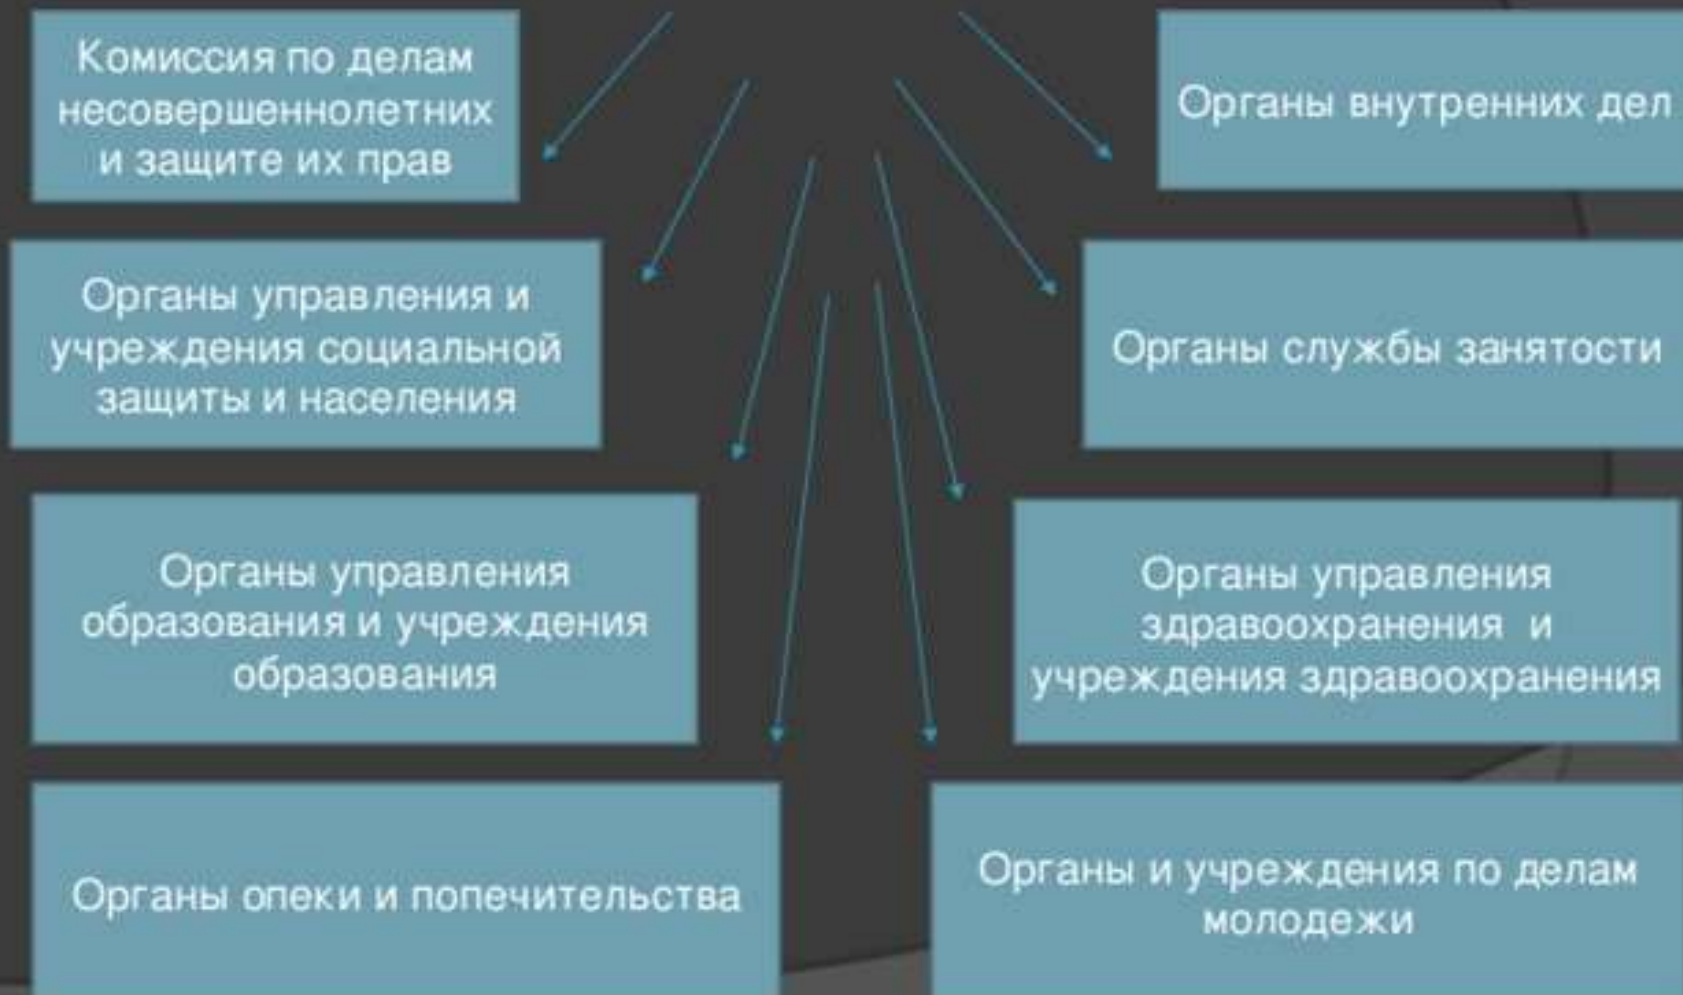 Комиссия по делам
несовершеннолетних
и защите их прав
Органы внутренних дел
Органы управления и
учреждения социальной
защиты и населения
Органы службы занятости
Органы управления
образования и учреждения
образования
Органы управления
здравоохранения и
учреждения здравоохранения
Органы опеки и попечительства
Органы и учреждения по делам
молодежи